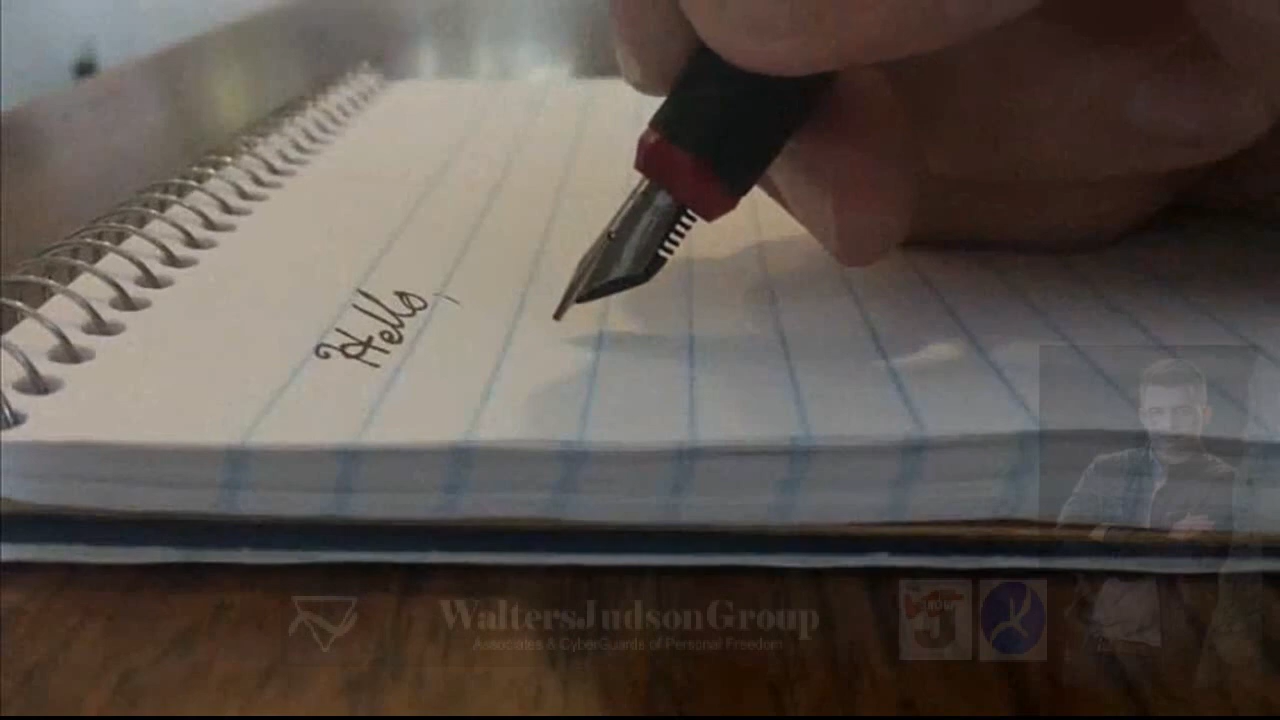 Hello,
WaltersJudsonGroup
Associates & CyberGuards of Personal Freedom